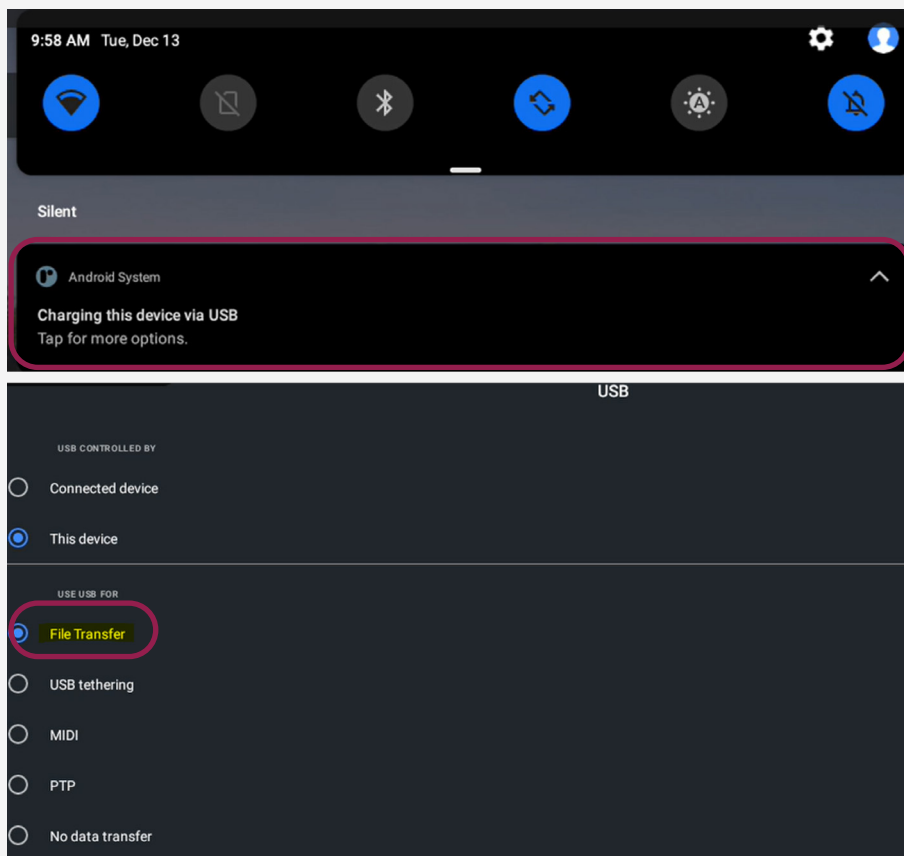 9:58 AM Tue, Dec 13
A
Silent
Android System
Charging this device via USB
Tap for more options.
USB
USB CONTROLLED BY
Connected device
This device
USE USB FOR
File Transfer
USB tethering
MIDI
PTP
No data transfer